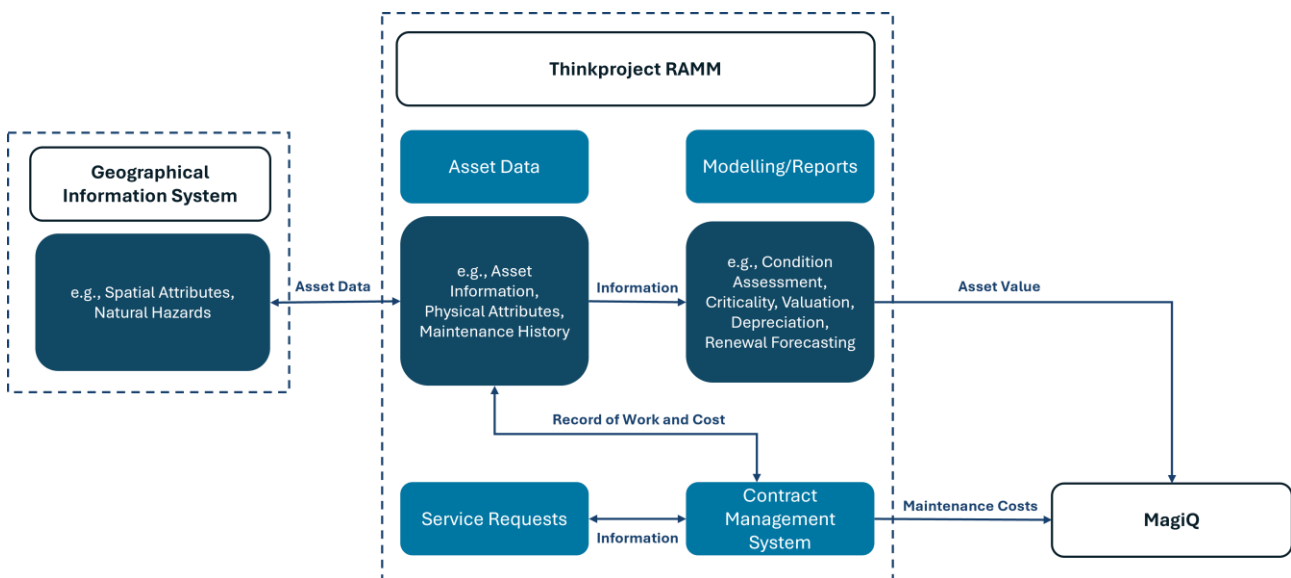 Thinkproject RAMM
Geographical
Information System
e.g., Spatial Attributes,
Natural Hazards
Asset Data
Asset Data
e.g., Asset
Information,
Physical Attributes,
Maintenance History
Information
Modelling/Reports
e.g., Condition
Assessment,
Criticality, Valuation,
Depreciation,
Renewal Forecasting
Asset Value
Record of Work and Cost
Service Requests
Information
Contract
Management
System
Maintenance Costs
MagiQ